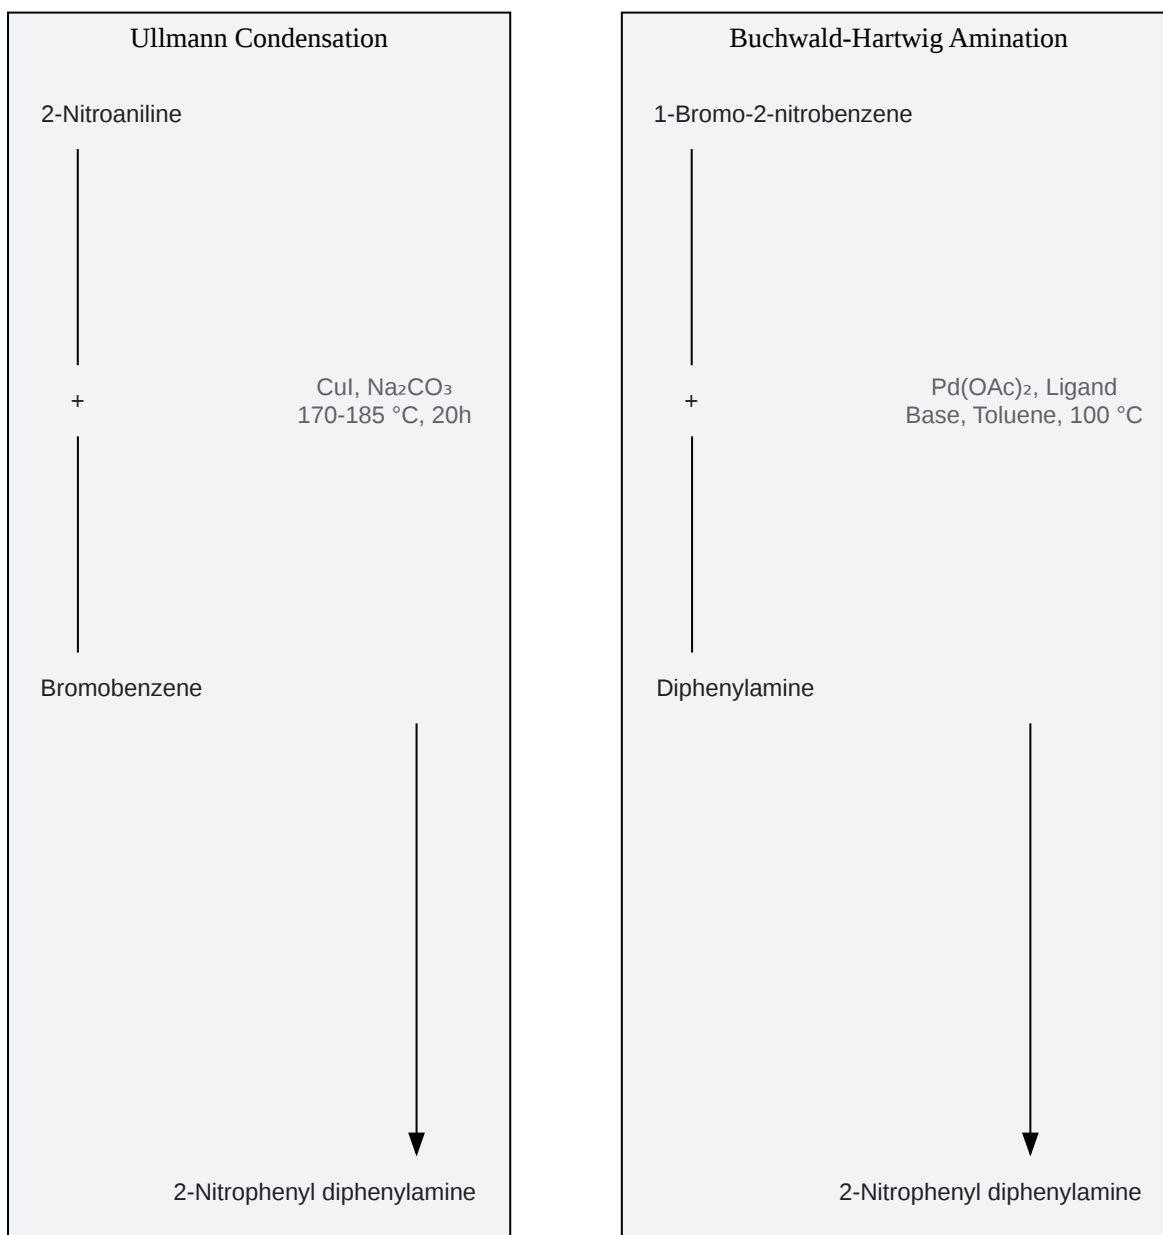 Ullmann Condensation
2-Nitroaniline
+
CuI, Na₂CO₃
170-185 °C, 20h
Bromobenzene
2-Nitrophenyl diphenylamine
Buchwald-Hartwig Amination
1-Bromo-2-nitrobenzene
+
Pd(OAc)₂, Ligand
Base, Toluene, 100 °C
Diphenylamine
2-Nitrophenyl diphenylamine